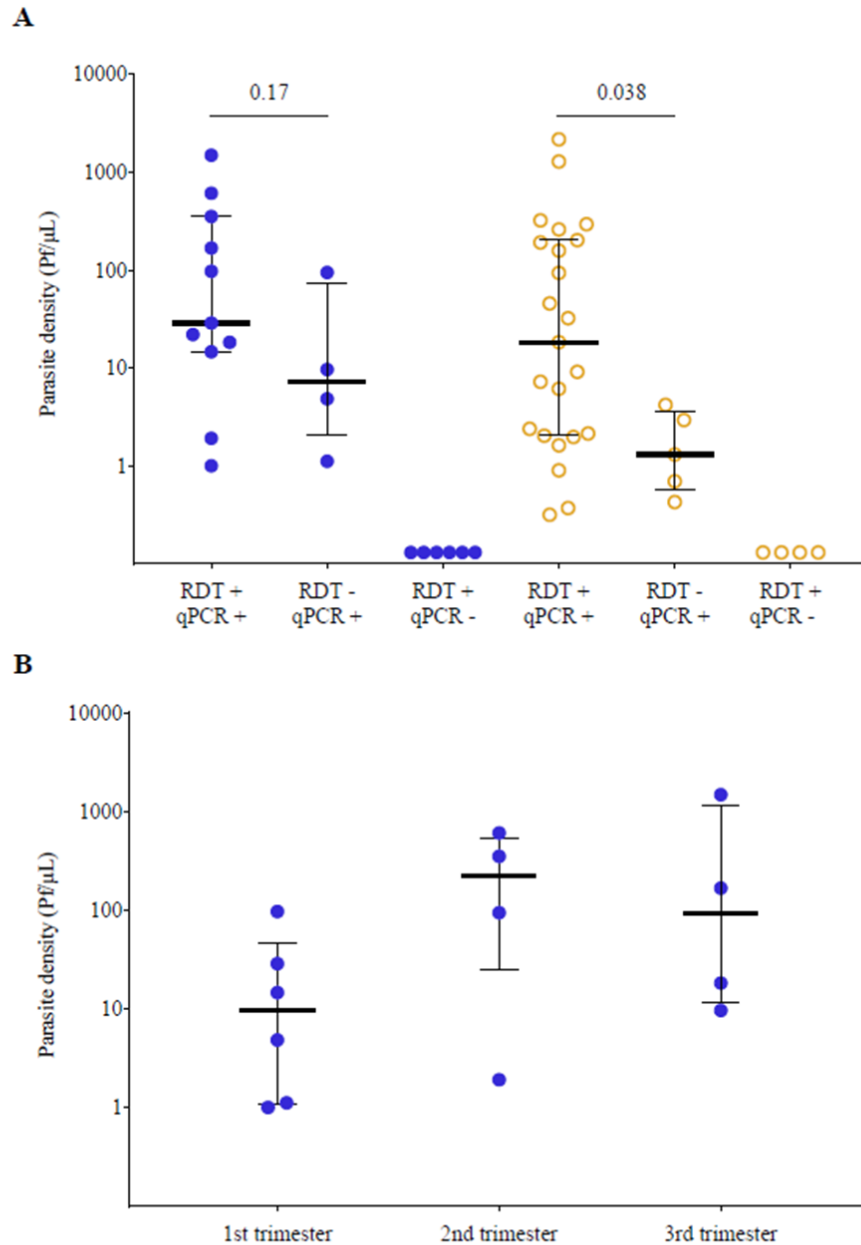 A
10000
0.17
0.038
1000
100
10
1
Parasite density (Pf/µL)
RDT + RDT - RDT + RDT + RDT - RDT +
qPCR + qPCR + qPCR - qPCR + qPCR + qPCR -
B
10000
1000
100
10
1
Parasite density (Pf/µL)
1st trimester 2nd trimester 3rd trimester